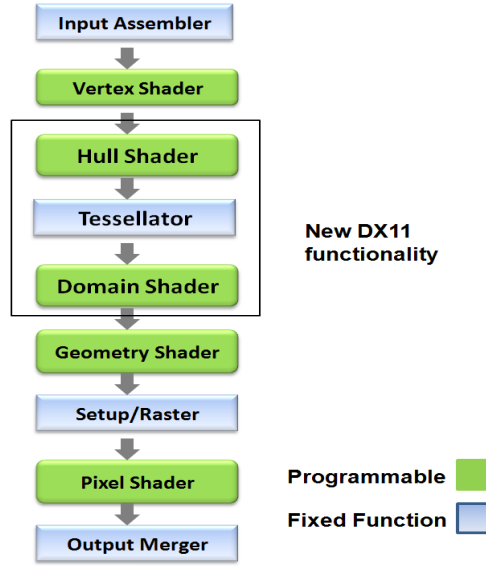 Input Assembler
Vertex Shader
Hull Shader
Tessellator
Domain Shader
New DX11
functionality
Geometry Shader
Setup/Raster
Pixel Shader
Output Merger
Programmable
Fixed Function